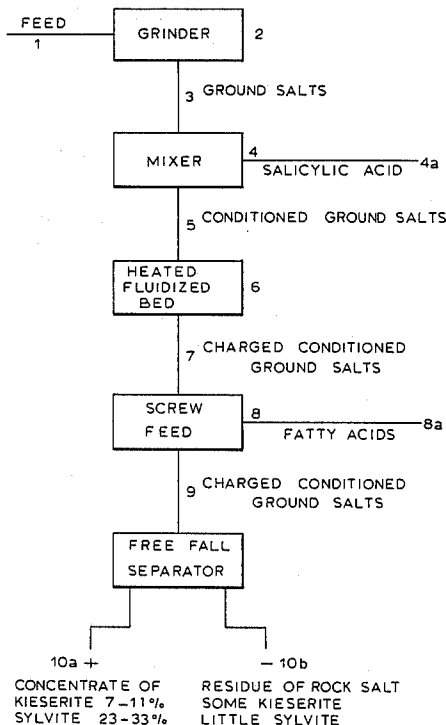 FEED
1
GRINDER
2
3
GROUND SALTS
MIXER
4
SALICYLIC ACID
4a
5
CONDITIONED GROUND SALTS
HEATED
FLUIDIZED
BED
6
7
CHARGED CONDITIONED
GROUND SALTS
SCREW
FEED
8
FATTY ACIDS
8a
9
CHARGED CONDITIONED
GROUND SALTS
FREE FALL
SEPARATOR
10a +
- 10b
CONCENTRATE OF
KIESERITE 7-11%
SYLVITE 23-33%
RESIDUE OF ROCK SALT
SOME KIESERITE
LITTLE SYLVITE